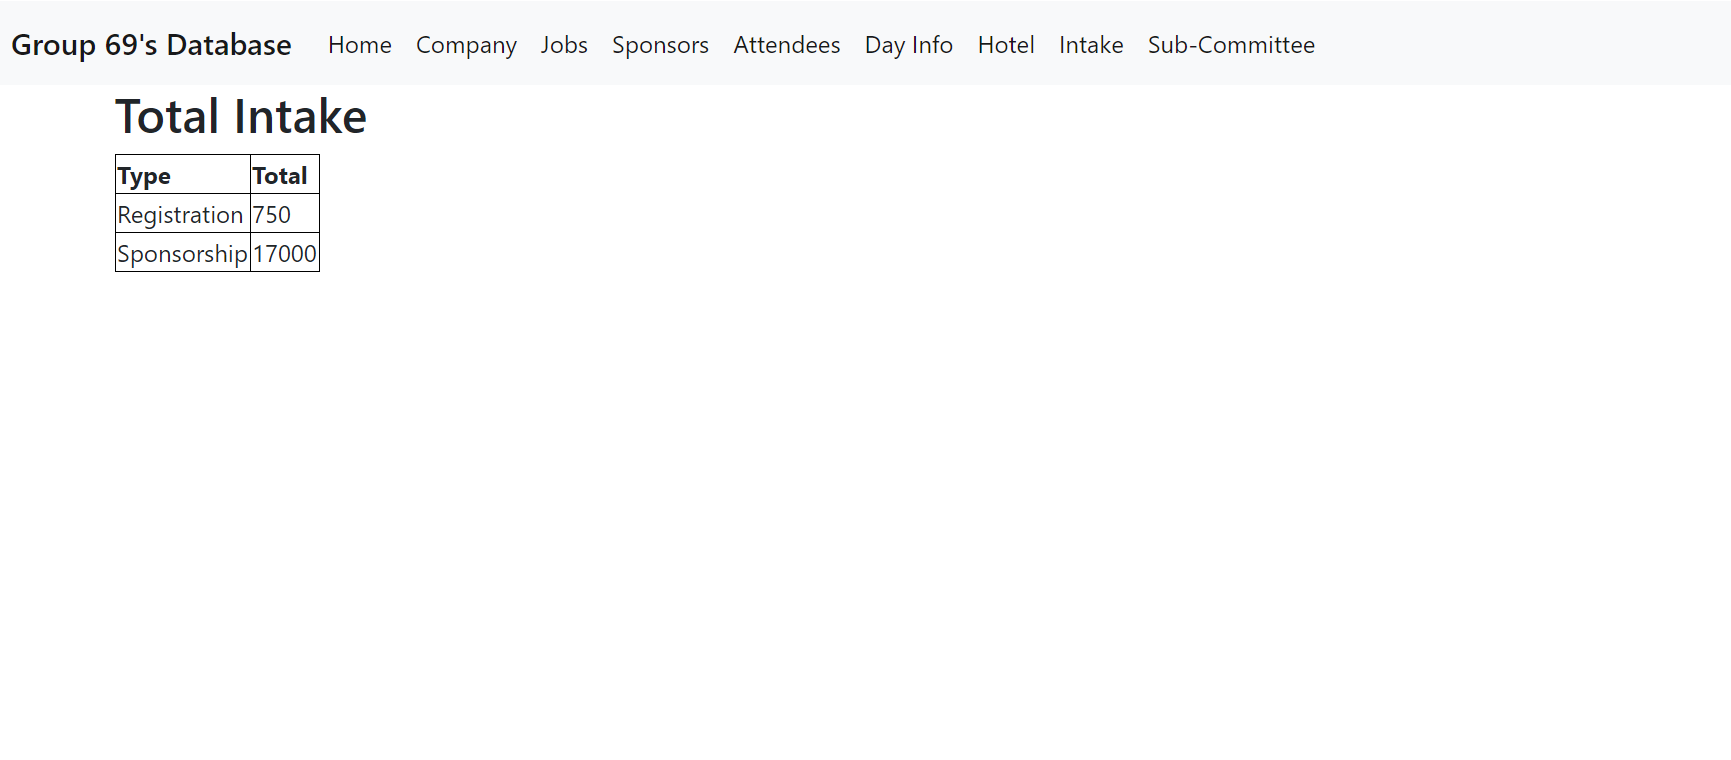 Group 69's Database Home Company Jobs Sponsors Attendees Day Info Hotel Intake Sub-Committee
Total Intake
Type Total
Registration 750
Sponsorship 17000